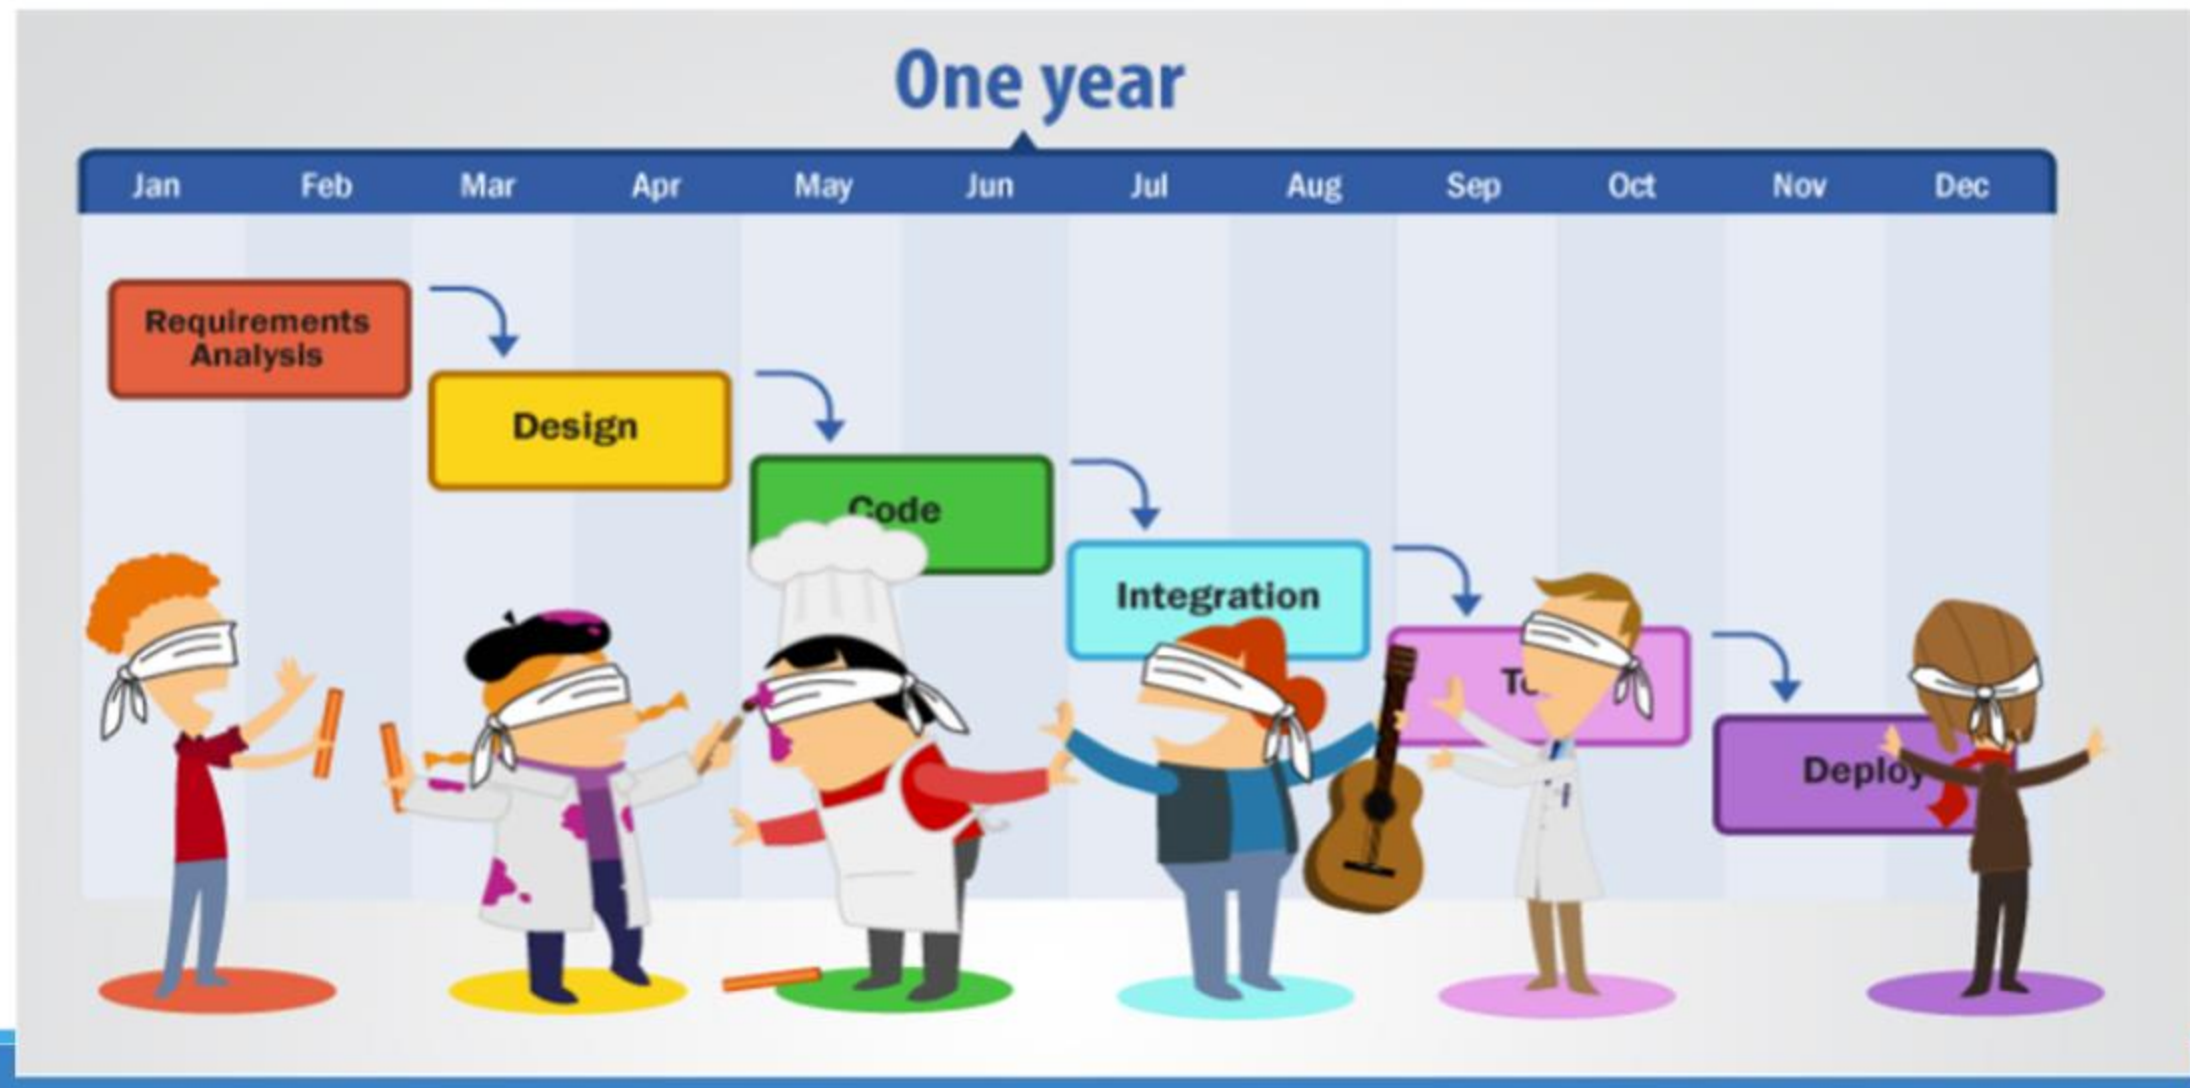 One year
Jan Feb Mar Apr May Jun Jul Aug Sep Oct Nov Dec
Requirements
Analysis
Design
Code
Integration
Deploy